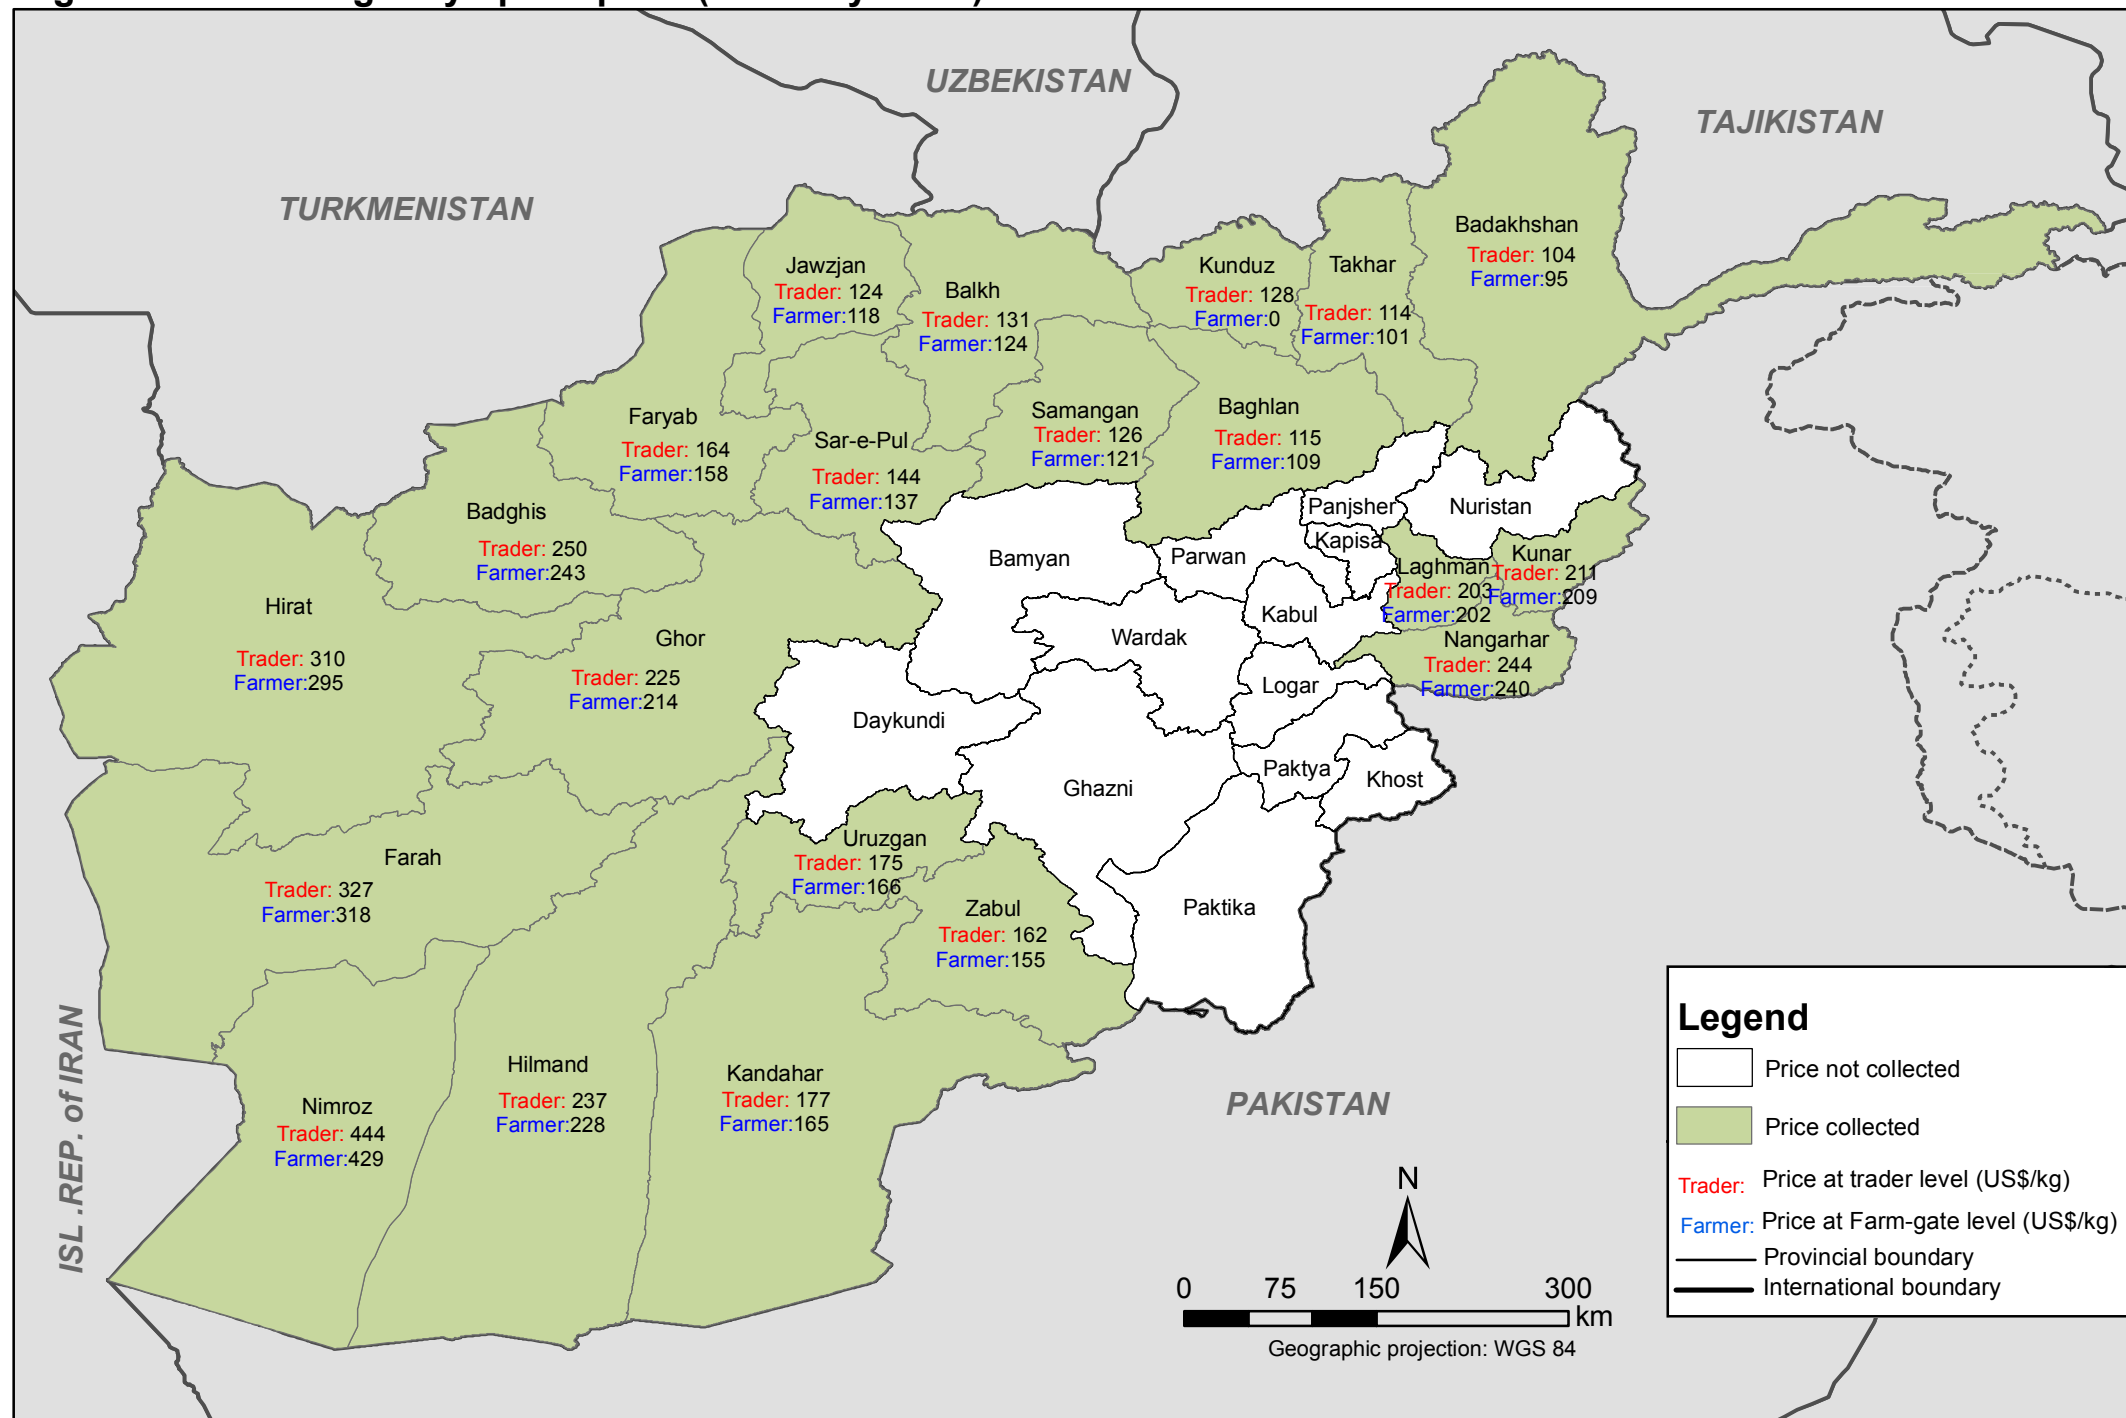 UZBEKISTAN
TAJIKISTAN
TURKMENISTAN
Badakhshan
Trader: 104
Farmer:95
Jawzjan
Trader: 124
Farmer:118
Balkh
Trader: 131
Farmer:124
Kunduz
Trader: 128
Farmer:0
Takhar
Trader: 114
Farmer:101
Faryab
Trader: 164
Farmer:158
Sar-e-Pul
Trader: 144
Farmer:137
Samangan
Trader: 126
Farmer:121
Baghlan
Trader: 115
Farmer:109
Badghis
Trader: 250
Farmer:243
Panjsher
Nuristan
Kapisa
Parwan
Bamyan
Laghman
Trader: 203
Farmer:202
Kunar
Trader: 211
Farmer:209
Hirat
Trader: 310
Farmer:295
Ghor
Trader: 225
Farmer:214
Wardak
Kabul
Nangarhar
Trader: 244
Farmer:240
Logar
Daykundi
Ghazni
Paktya
Khost
Farah
Trader: 327
Farmer:318
Uruzgan
Trader: 175
Farmer:166
Zabul
Trader: 162
Farmer:155
Paktika
Nimroz
Trader: 444
Farmer:429
Hilmand
Trader: 237
Farmer:228
Kandahar
Trader: 177
Farmer:165
ISL .REP. of IRAN
PAKISTAN
N
0 75 150 300
km
Geographic projection: WGS 84
Legend
Price not collected
Price collected
Trader: Price at trader level (US$/kg)
Farmer: Price at Farm-gate level (US$/kg)
Provincial boundary
International boundary